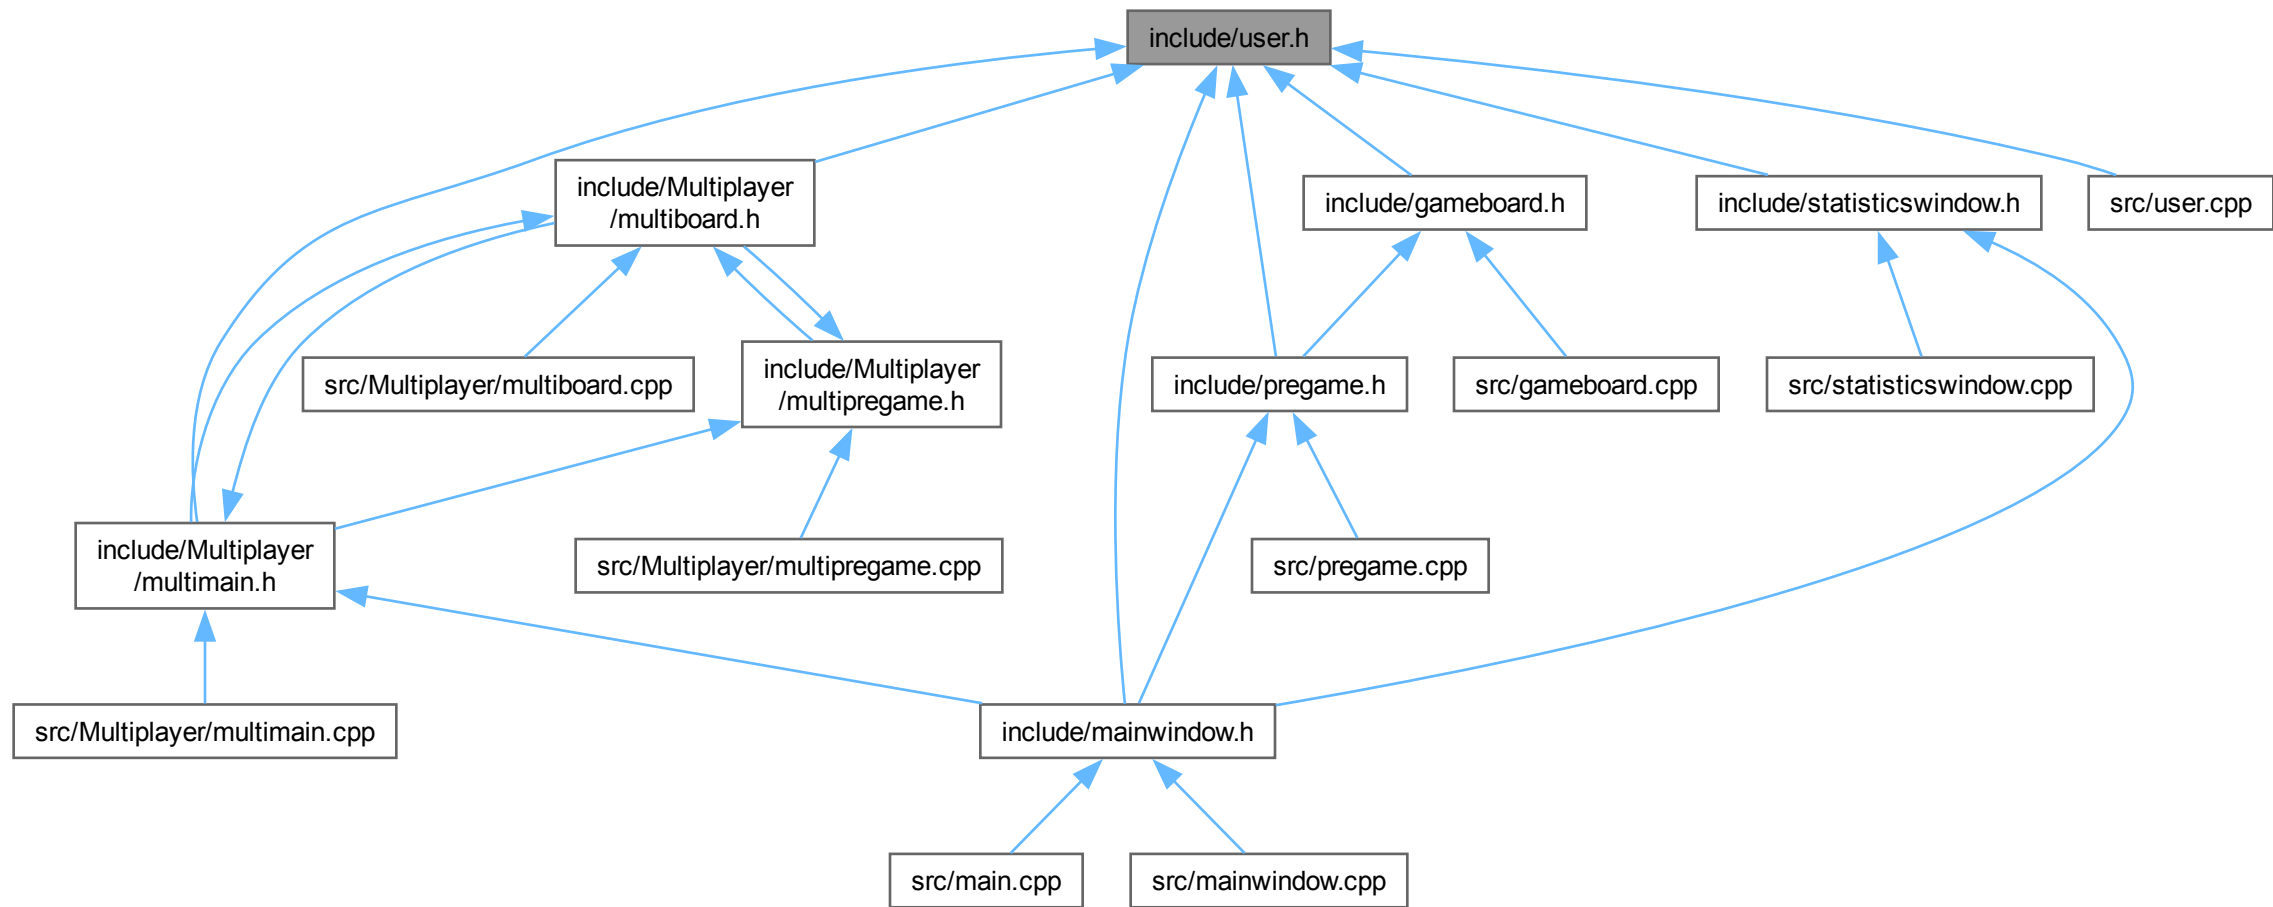 include/user.h
include/Multiplayer
/multiboard.h
include/gameboard.h
include/statisticswindow.h
src/user.cpp
src/Multiplayer/multiboard.cpp
include/Multiplayer
/multipregame.h
include/pregame.h
src/gameboard.cpp
src/statisticswindow.cpp
include/Multiplayer
/multimain.h
src/Multiplayer/multipregame.cpp
src/pregame.cpp
src/Multiplayer/multimain.cpp
include/mainwindow.h
src/main.cpp
src/mainwindow.cpp